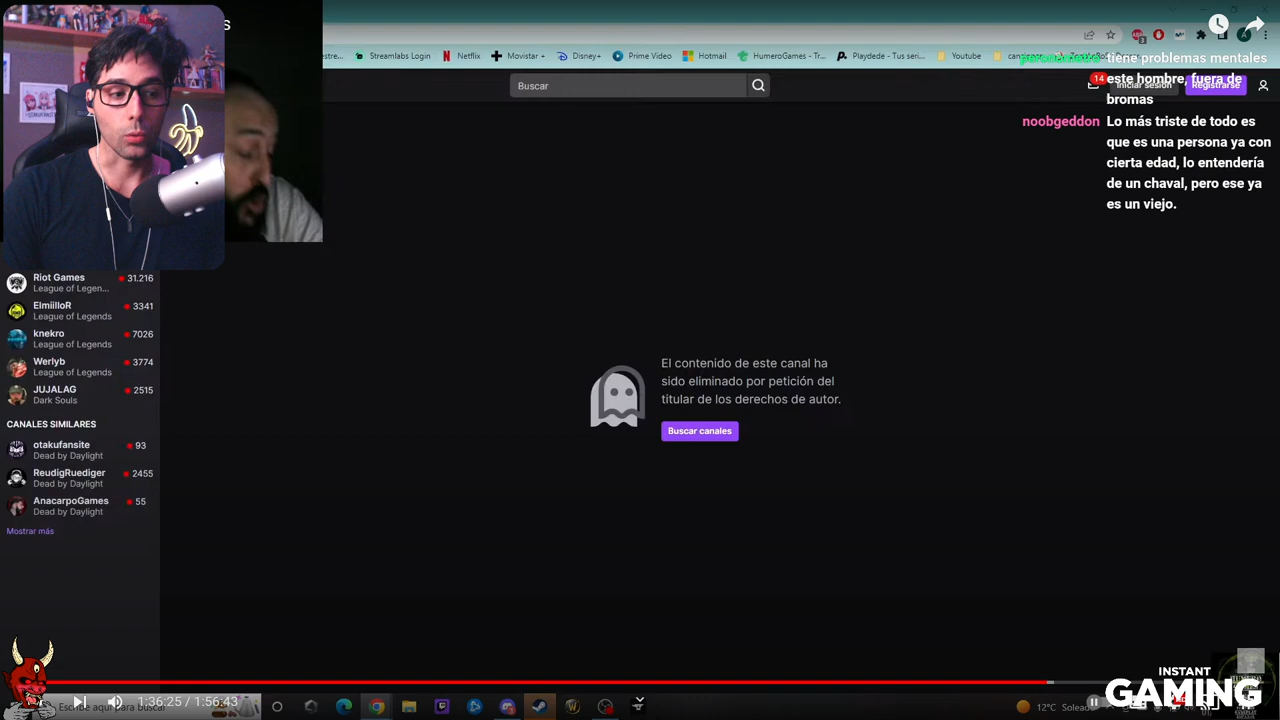 s
Streamlabs Login
Netflix
Movistar +
Disney+
Prime Video
Hotmail
HumeroGames - Tr...
Playdede - Tus seri...
Youtube
Buscar
14
Iniciar sesión
Registrarse
tiene problemas mentales
este hombre, fuera de
bromas
noobgeddon Lo más triste de todo es
que es una persona ya con
cierta edad, lo entendería
de un chaval, pero ese ya
es un viejo.
Riot Games 31.216
League of Legen...
ElmiilloR 3341
League of Legends
knekro 7026
League of Legends
Werlyb 3774
League of Legends
JUJALAG 2515
Dark Souls
CANALES SIMILARES
otakufansite 93
Dead by Daylight
ReudigRuediger 2455
Dead by Daylight
AnacarpoGames 55
Dead by Daylight
Mostrar más
El contenido de este canal ha
sido eliminado por petición del
titular de los derechos de autor.
Buscar canales
INSTANT
GAMING
1:36:25 / 1:56:43
Escribe aquí para buscar
12°C Soleado